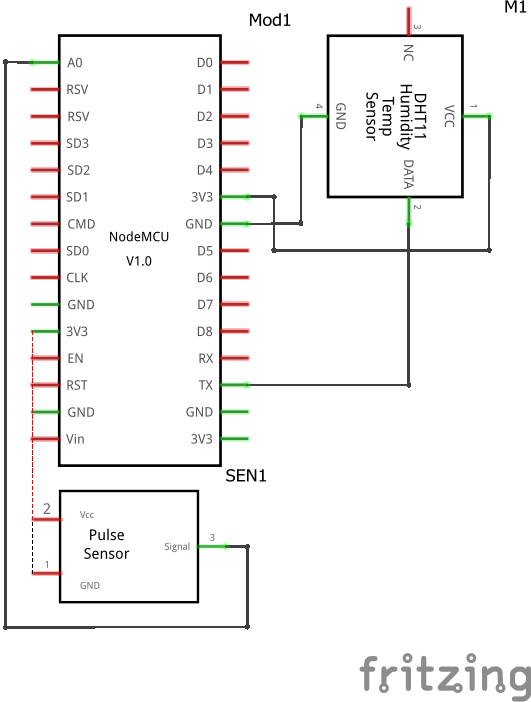 Mod1
M1
A0
RSV
RSV
SD3
SD2
SD1
CMD
SD0
CLK
GND
3V3
EN
RST
GND
Vin
NodeMCU
V1.0
D0
D1
D2
D3
D4
3V3
GND
D5
D6
D7
D8
RX
TX
GND
3V3
3
NC
4
GND
DHT11
Humidity
Temp
Sensor
VCC
1
DATA
2
SEN1
2
Vcc
Pulse
Sensor
Signal
3
1
GND
fritzing